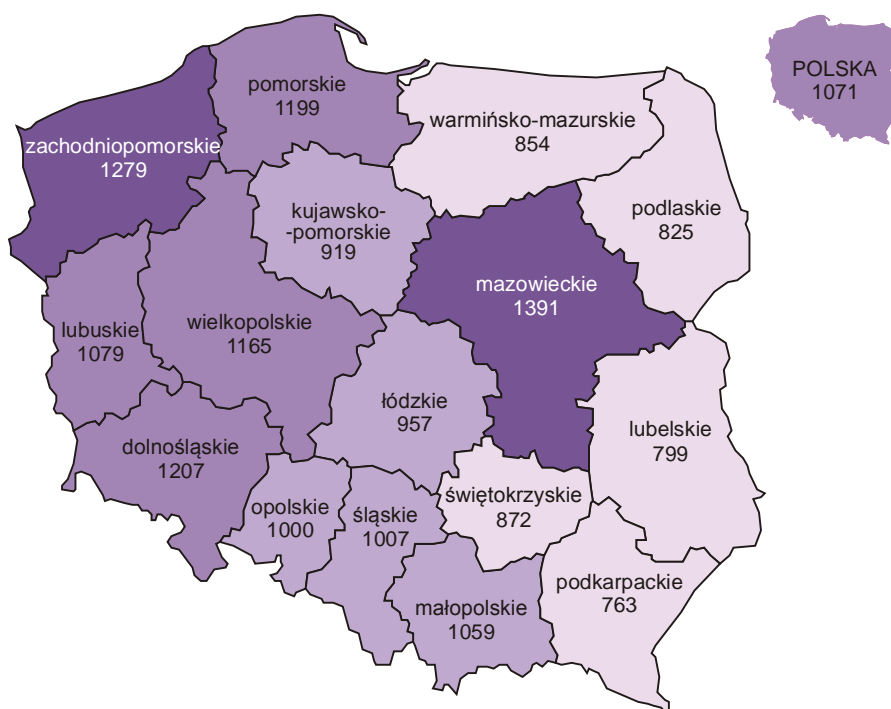 POLSKA
1071
pomorskie
1199
warmińsko-mazurskie
854
zachodniopomorskie
1279
kujawsko-
-pomorskie
919
podlaskie
825
mazowieckie
1391
lubuskie
1079
wielkopolskie
1165
łódzkie
957
lubelskie
799
dolnośląskie
1207
opolskie
1000
śląskie
1007
świętokrzyskie
872
małopolskie
1059
podkarpackie
763